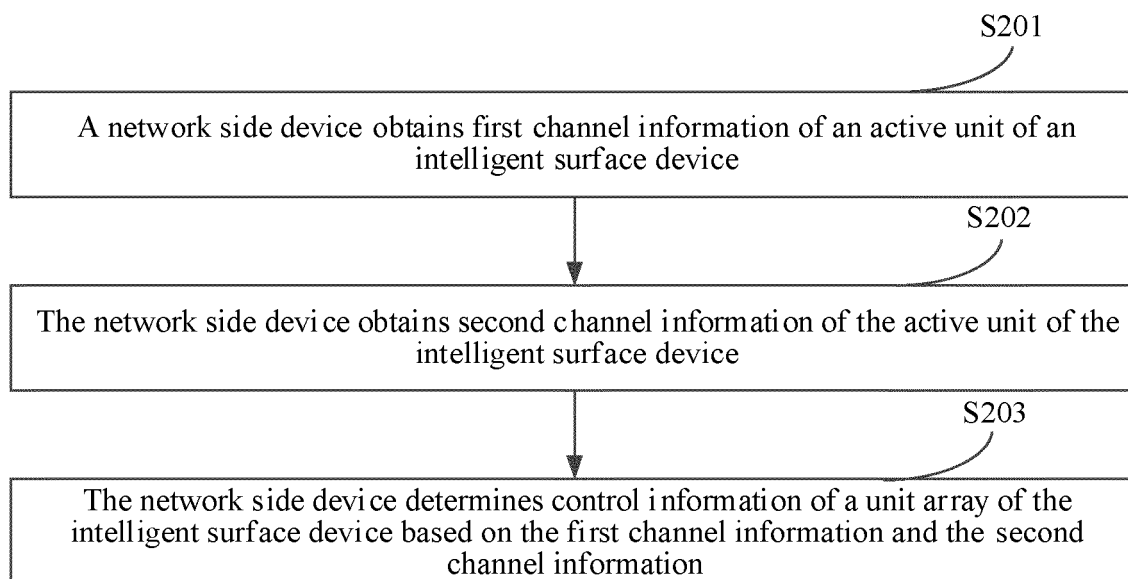 S201
A network side device obtains first channel information of an active unit of an
intelligent surface device
S202
The network side device obtains second channel information of the active unit of the
intelligent surface device
S203
The network side device determines control information of a unit array of the
intelligent surface device based on the first channel information and the second
channel information